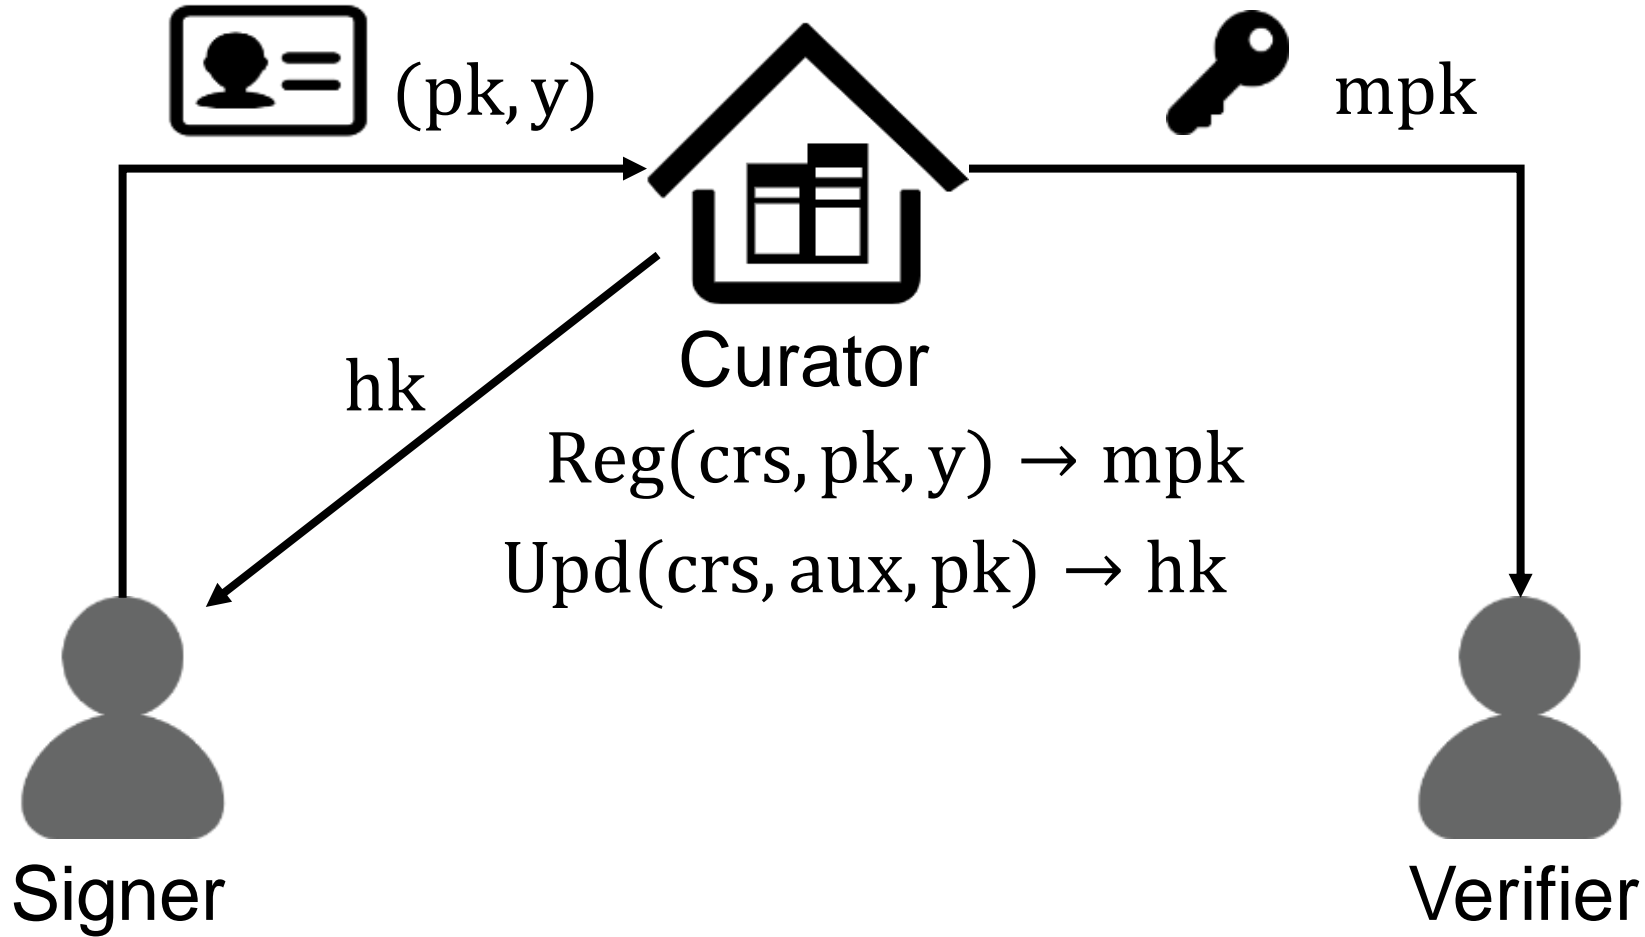 (pk, y)
mpk
hk
Curator
Reg(crs, pk, y) → mpk
Upd(crs, aux, pk) → hk
Signer
Verifier